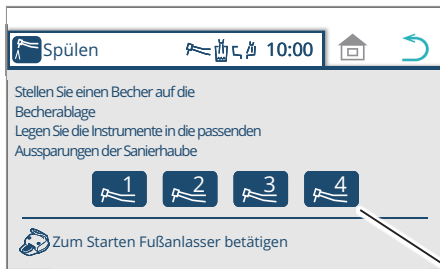 Spülen 10:00
Stellen Sie einen Becher auf die
Becherablage
Legen Sie die Instrumente in die passenden
Aussparungen der Sanierhaube
1 2 3 4
Zum Starten Fußanlasser betätigen